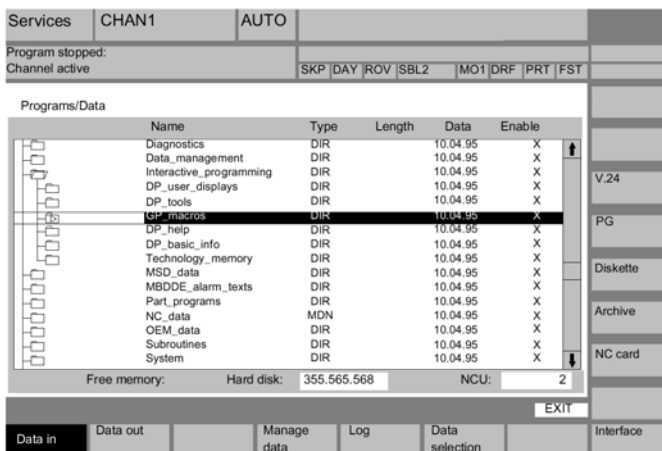 Services CHAN1 AUTO
Program stopped:
Channel active
SKP DAY ROV SBL2 MO1 DRF PRT FST
Programs/Data
Name Type Length Data Enable
Diagnostics DIR 10.04.95 X
Data_management DIR 10.04.95 X
Interactive_programming DIR 10.04.95 X
DP_user_displays DIR 10.04.95 X
DP_tools DIR 10.04.95 X
GP_macros DIR 10.04.95 X
DP_help DIR 10.04.95 X
DP_basic_info DIR 10.04.95 X
Technology_memory DIR 10.04.95 X
MSD_data DIR 10.04.95 X
MBDDE_alarm_texts DIR 10.04.95 X
Part_programs DIR 10.04.95 X
NC_data MDN 10.04.95 X
OEM_data DIR 10.04.95 X
Subroutines DIR 10.04.95 X
System DIR 10.04.95 X
Free memory: Hard disk: 355.565.568 NCU: 2
EXIT
V.24
PG
Diskette
Archive
NC card
Interface
Data in
Data out
Manage
data
Log
Data
selection